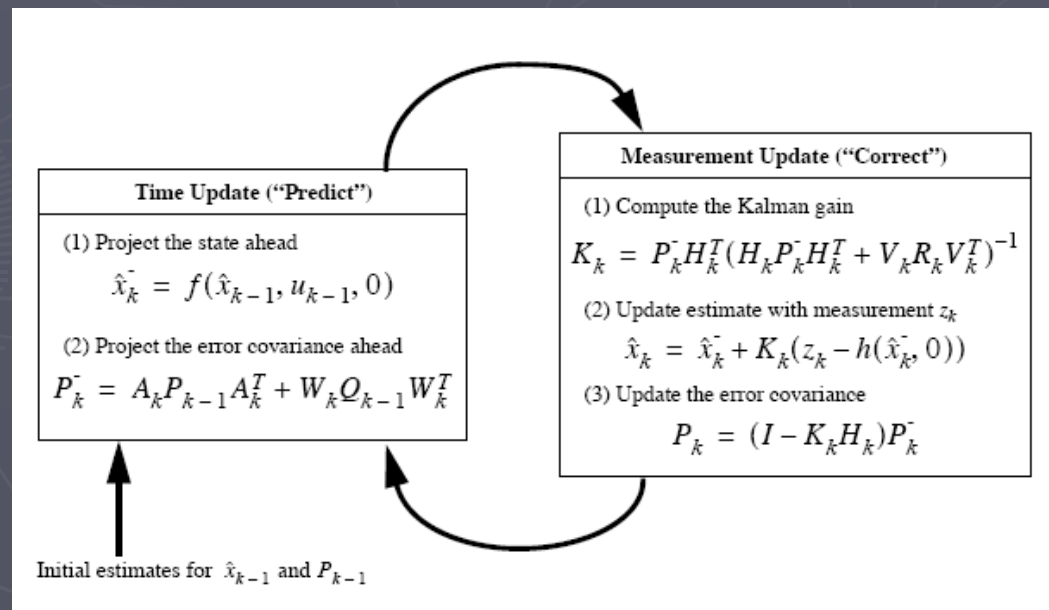 Time Update (“Predict”)
(1) Project the state ahead
x̂ₖ⁻ = f(x̂ₖ₋₁, uₖ₋₁, 0)
(2) Project the error covariance ahead
Pₖ⁻ = AₖPₖ₋₁Aₖᵀ + WₖQₖ₋₁Wₖᵀ
Measurement Update (“Correct”)
(1) Compute the Kalman gain
Kₖ = Pₖ⁻Hₖᵀ(HₖPₖ⁻Hₖᵀ + VₖRₖVₖᵀ)⁻¹
(2) Update estimate with measurement zₖ
x̂ₖ = x̂ₖ⁻ + Kₖ(zₖ – h(x̂ₖ⁻, 0))
(3) Update the error covariance
Pₖ = (I – KₖHₖ)Pₖ⁻
Initial estimates for x̂ₖ₋₁ and Pₖ₋₁